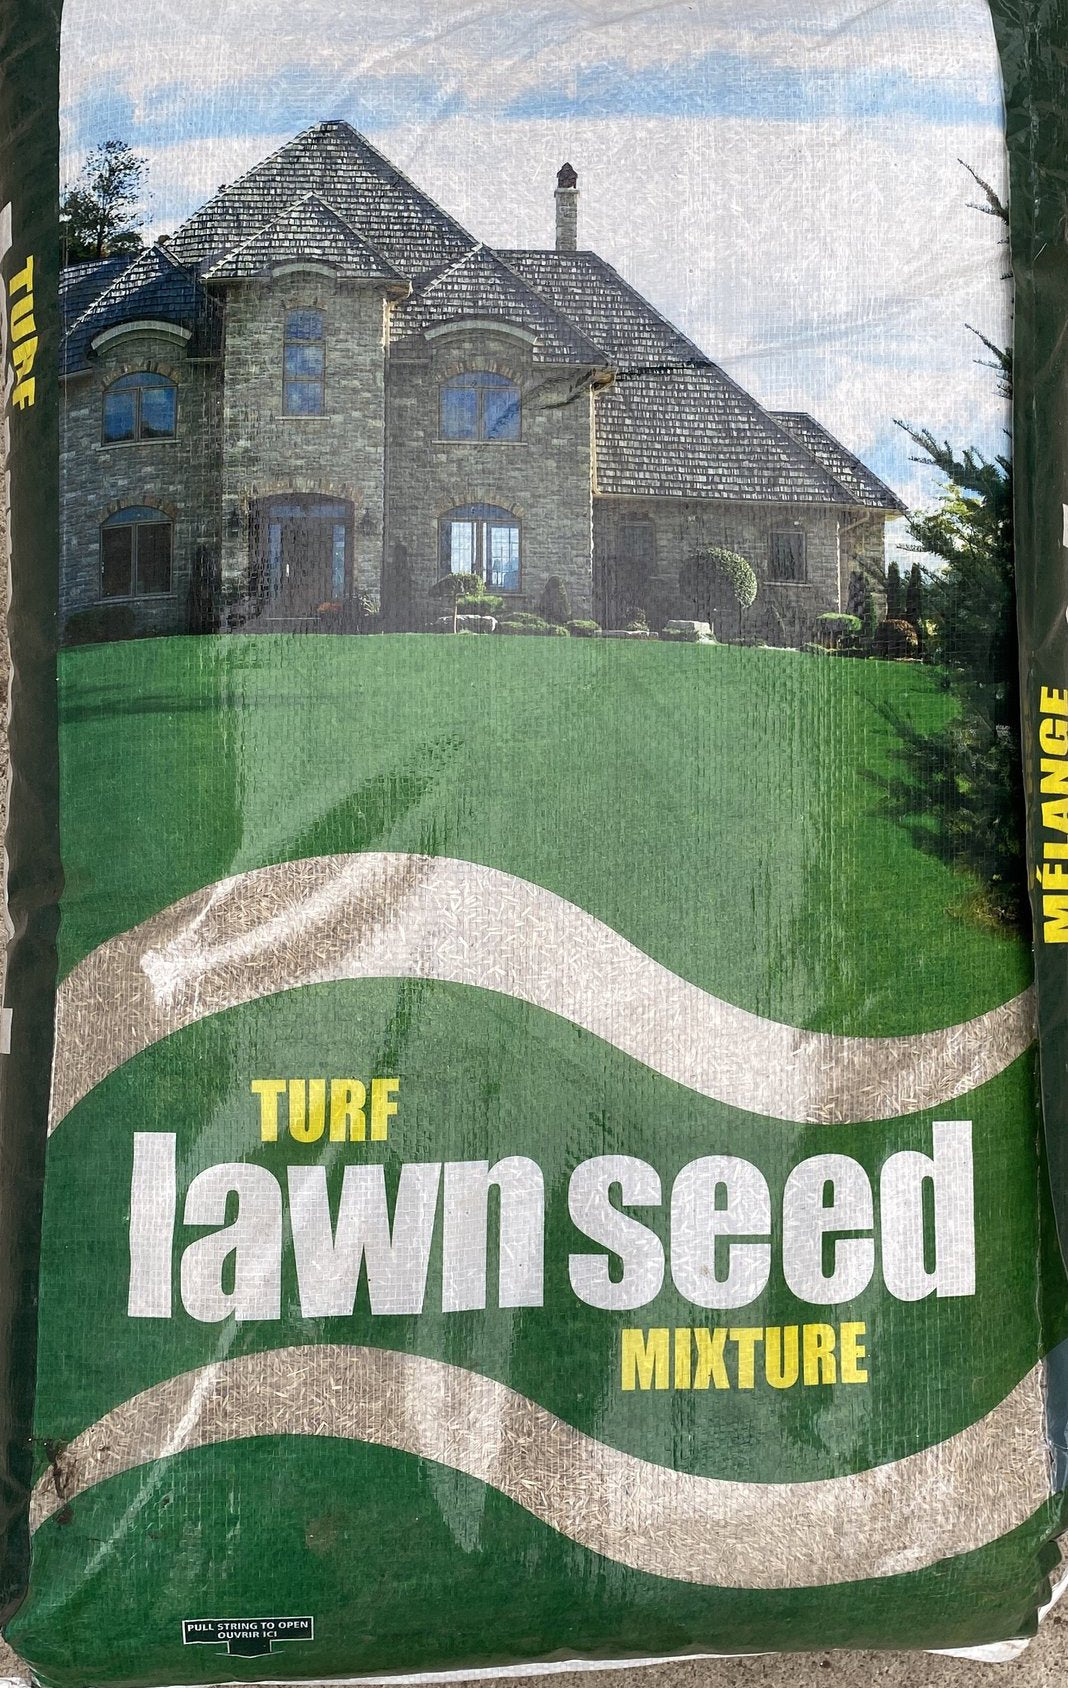 TURF
MÉLANGE
TURF
lawn seed
MIXTURE
PULL STRING TO OPEN
OUVRIR ICI